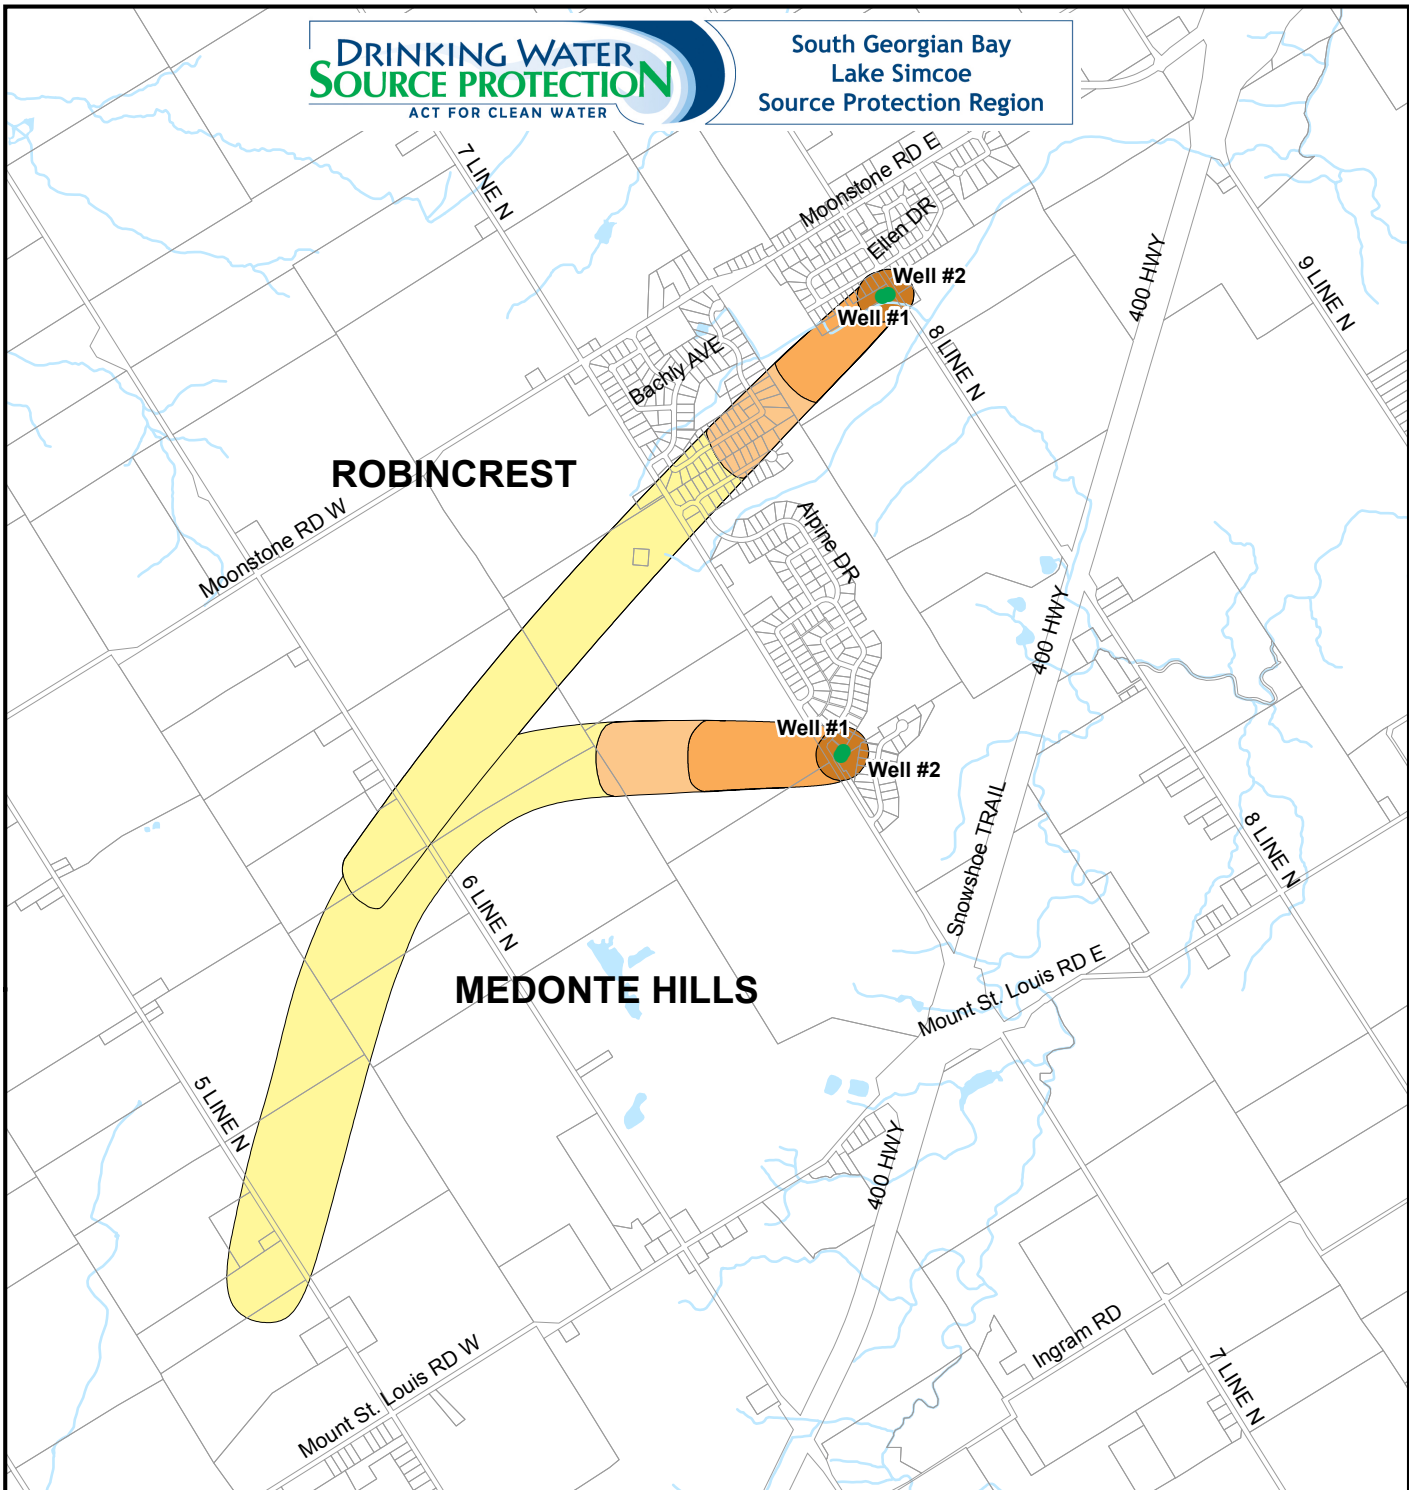 DRINKING WATER
SOURCE PROTECTION
ACT FOR CLEAN WATER
South Georgian Bay
Lake Simcoe
Source Protection Region
7 LINE N
Moonstone RD E
Ellen DR
Well #2
Well #1
400 HWY
9 LINE N
8 LINE N
Bachly AVE
ROBINCREST
Moonstone RD W
Alpine DR
400 HWY
Well #1
Well #2
Snowshoe TRAIL
8 LINE N
6 LINE N
MEDONTE HILLS
Mount St. Louis RD E
5 LINE N
400 HWY
Ingram RD
Mount St. Louis RD W
7 LINE N